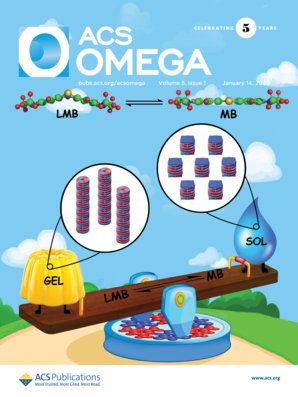 ACS
OMEGA
CELEBRATING 5 YEARS
pubs.acs.org/acsomega Volume 5, Issue 1 January 14, 2020
LMB MB
SOL
GEL
LMB MB
ACS Publications
Most Trusted. Most Cited. Most Read.
www.acs.org